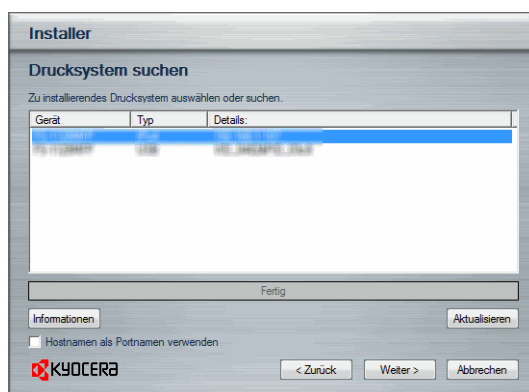 Installer
Drucksystem suchen
Zu installierendes Drucksystem auswählen oder suchen.
Gerät Typ Details:
Fertig
Informationen Aktualisieren
Hostnamen als Portnamen verwenden
KYOCERA < Zurück Weiter > Abbrechen